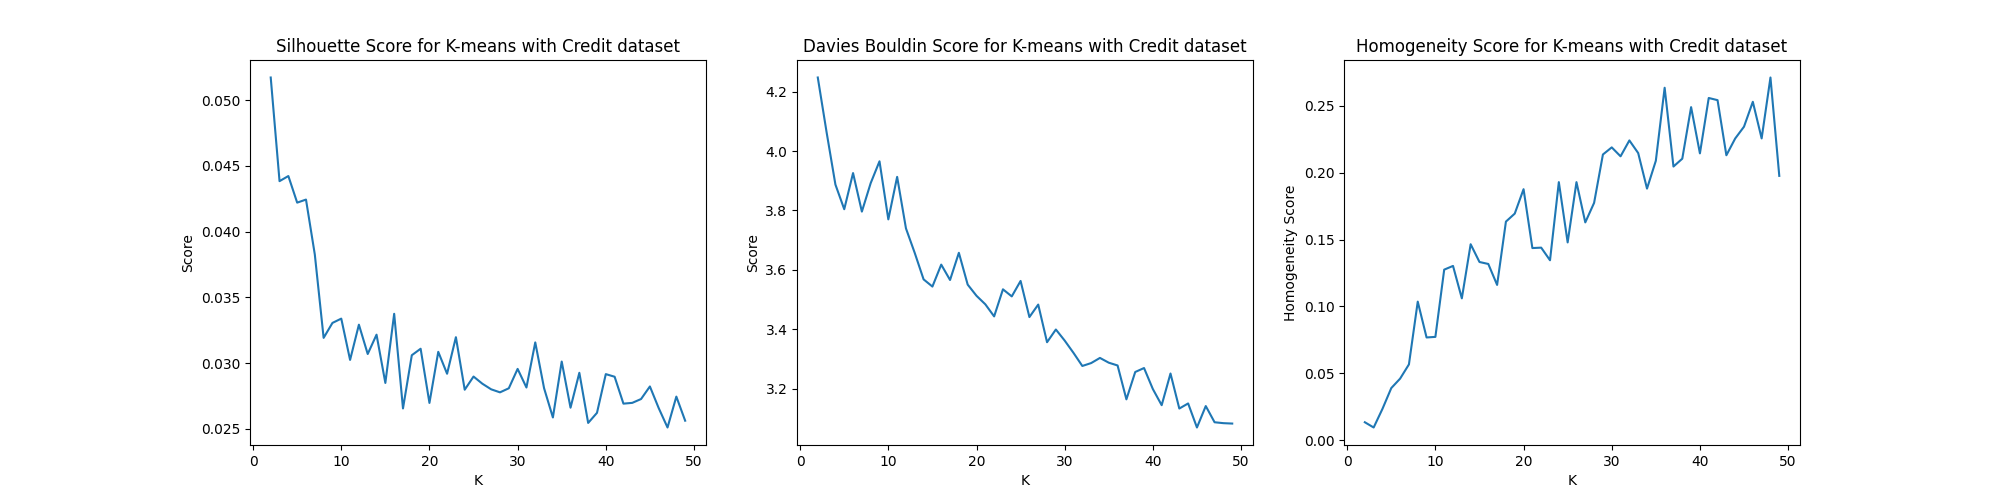 Silhouette Score for K-means with Credit dataset
0.050
0.045
0.040
0.035
0.030
0.025
Score
0 10 20 30 40 50
K
Davies Bouldin Score for K-means with Credit dataset
4.2
4.0
3.8
3.6
3.4
3.2
Score
0 10 20 30 40 50
K
Homogeneity Score for K-means with Credit dataset
0.25
0.20
0.15
0.10
0.05
0.00
Homogeneity Score
0 10 20 30 40 50
K